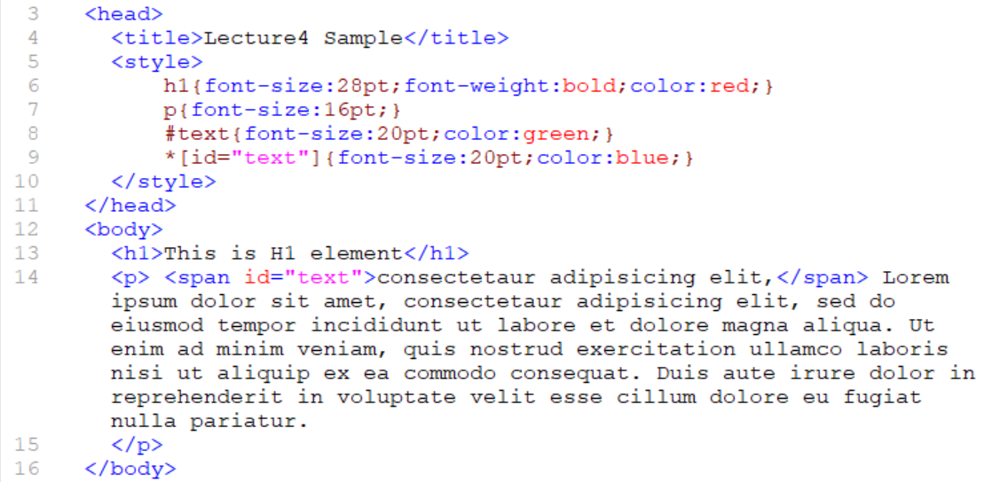 3 <head>
4 <title>Lecture4 Sample</title>
5 <style>
6 h1{font-size:28pt;font-weight:bold;color:red;}
7 p{font-size:16pt;}
8 #text{font-size:20pt;color:green;}
9 *[id="text"]{font-size:20pt;color:blue;}
10 </style>
11 </head>
12 <body>
13 <h1>This is H1 element</h1>
14 <p> <span id="text">consectetaur adipisicing elit,</span> Lorem
ipsum dolor sit amet, consectetaur adipisicing elit, sed do
eiusmod tempor incididunt ut labore et dolore magna aliqua. Ut
enim ad minim veniam, quis nostrud exercitation ullamco laboris
nisi ut aliquip ex ea commodo consequat. Duis aute irure dolor in
reprehenderit in voluptate velit esse cillum dolore eu fugiat
nulla pariatur.
15 </p>
16 </body>